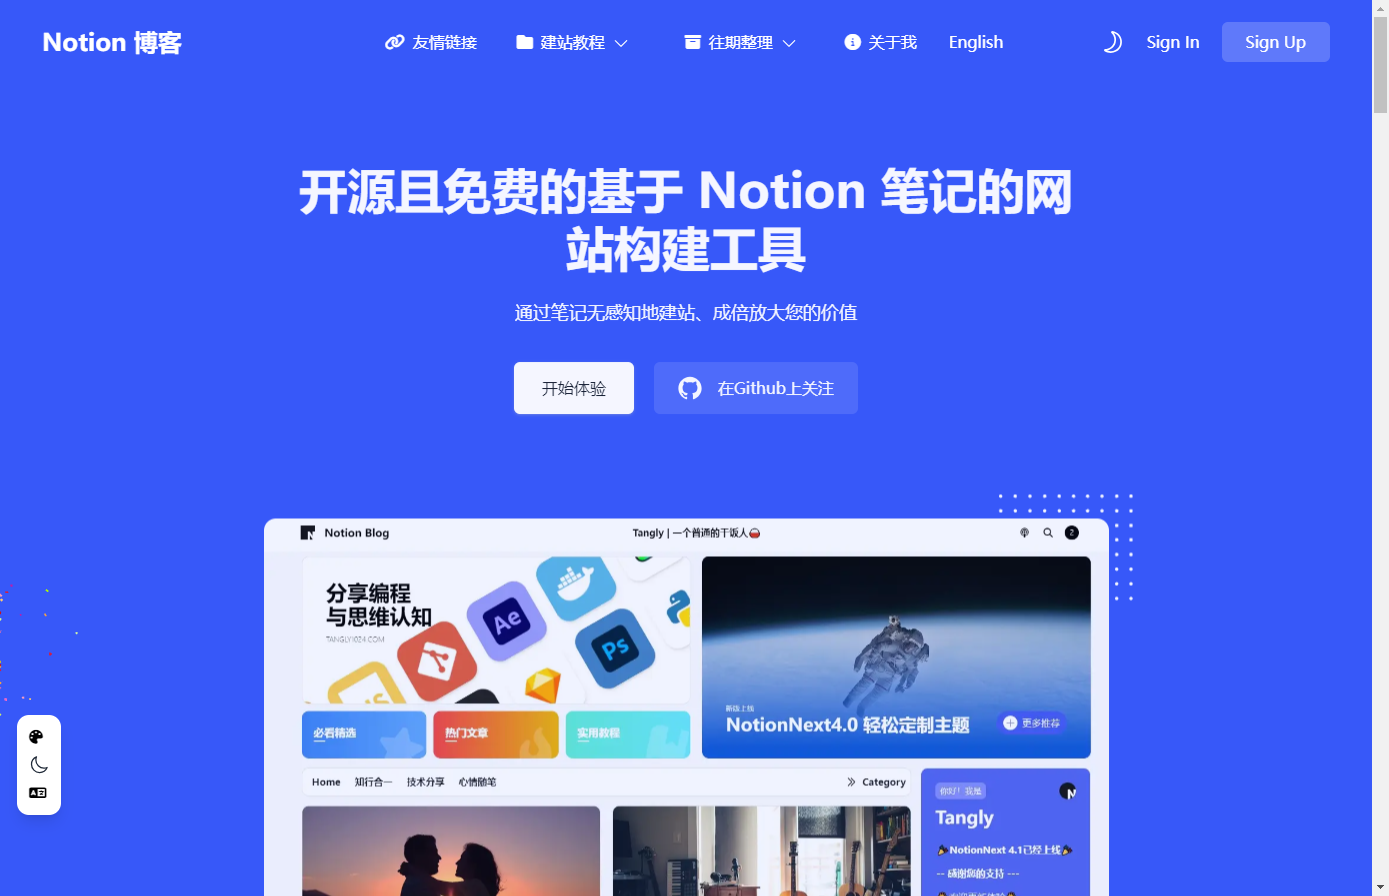 Notion 博客
友情链接
建站教程
往期整理
关于我
English
Sign In
Sign Up
开源且免费的基于 Notion 笔记的网
站构建工具
通过笔记无感知地建站、成倍放大您的价值
开始体验
在Github上关注
Notion Blog
Tangly | 一个普通的干饭人
2
分享编程
与思维认知
TANGLY1024.COM
Ae
Ps
新版上线
NotionNext4.0 轻松定制主题
更多推荐
必看精选
热门文章
实用教程
Home
知行合一
技术分享
心情随笔
Category
你好！我是
Tangly
NotionNext 4.1已经上线
-- 感谢您的支持 ---